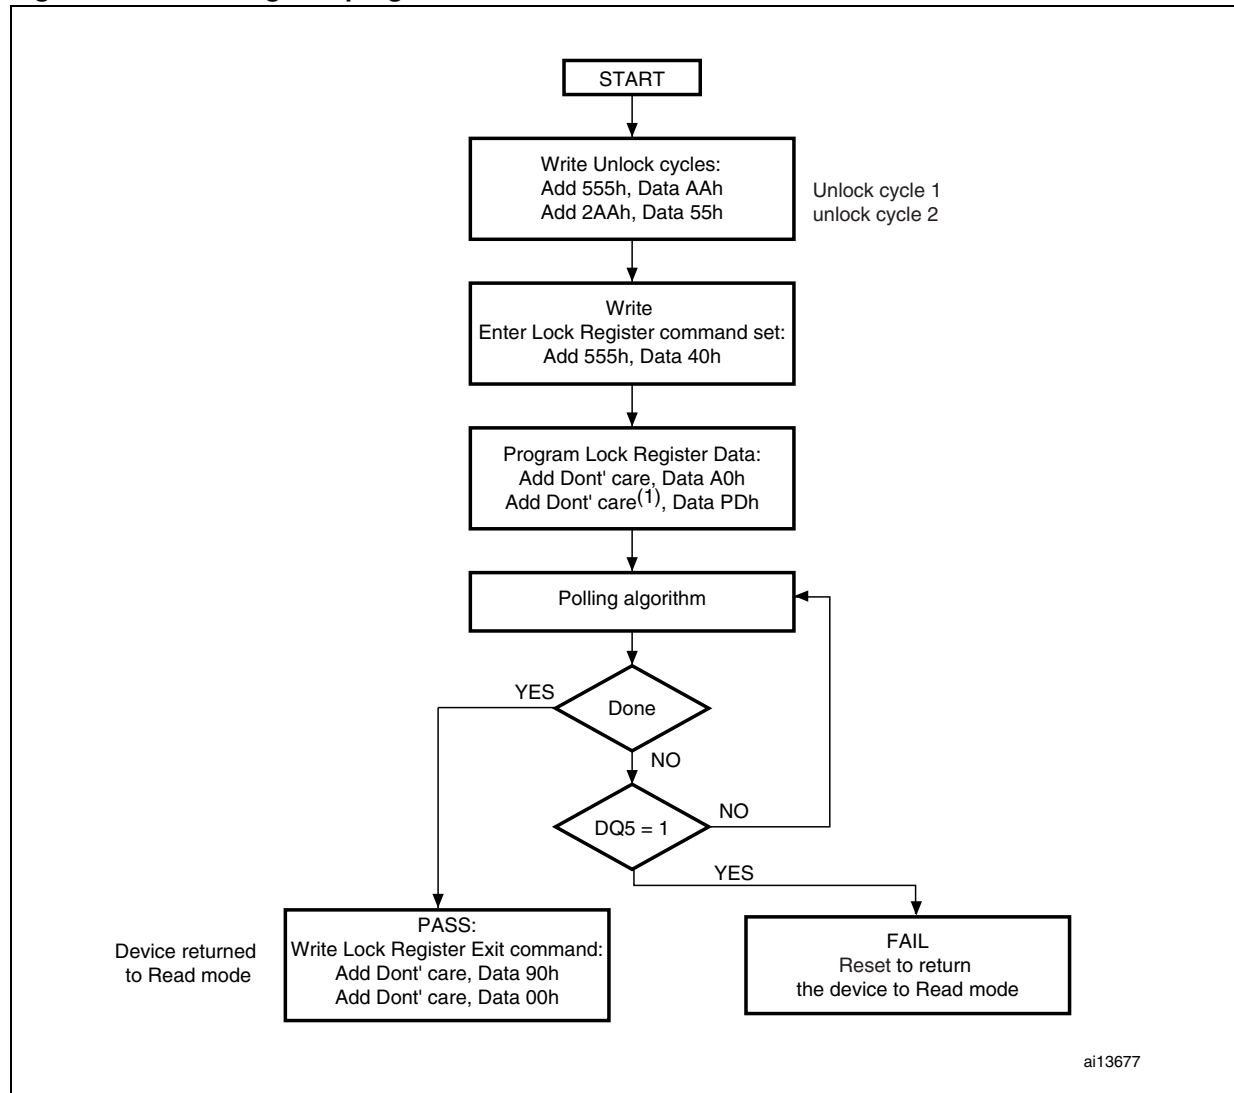 START
Write Unlock cycles:
Add 555h, Data AAh
Add 2AAh, Data 55h
Unlock cycle 1
unlock cycle 2
Write
Enter Lock Register command set:
Add 555h, Data 40h
Program Lock Register Data:
Add Dont' care, Data A0h
Add Dont' care(1), Data PDh
Polling algorithm
YES
Done
NO
DQ5 = 1
NO
YES
Device returned
to Read mode
PASS:
Write Lock Register Exit command:
Add Dont' care, Data 90h
Add Dont' care, Data 00h
FAIL
Reset to return
the device to Read mode
ai13677